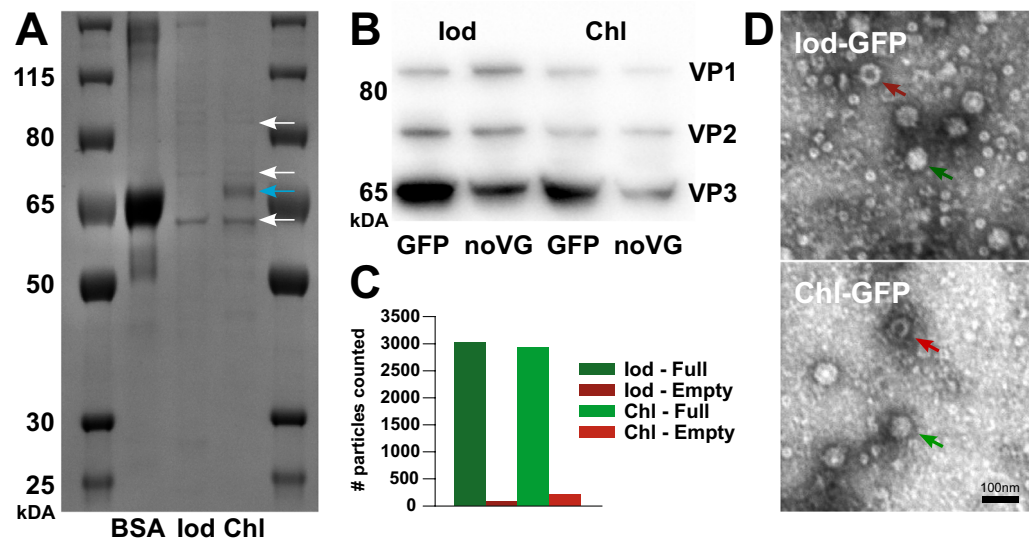 A
115
80
65
50
30
25
kDA
BSA Iod Chl
B
Iod Chl
80
65
kDA
VP1
VP2
VP3
GFP noVG GFP noVG
C
# particles counted
3500
3000
2500
2000
1500
1000
500
0
Iod - Full
Iod - Empty
Chl - Full
Chl - Empty
D
Iod-GFP
Chl-GFP
100nm